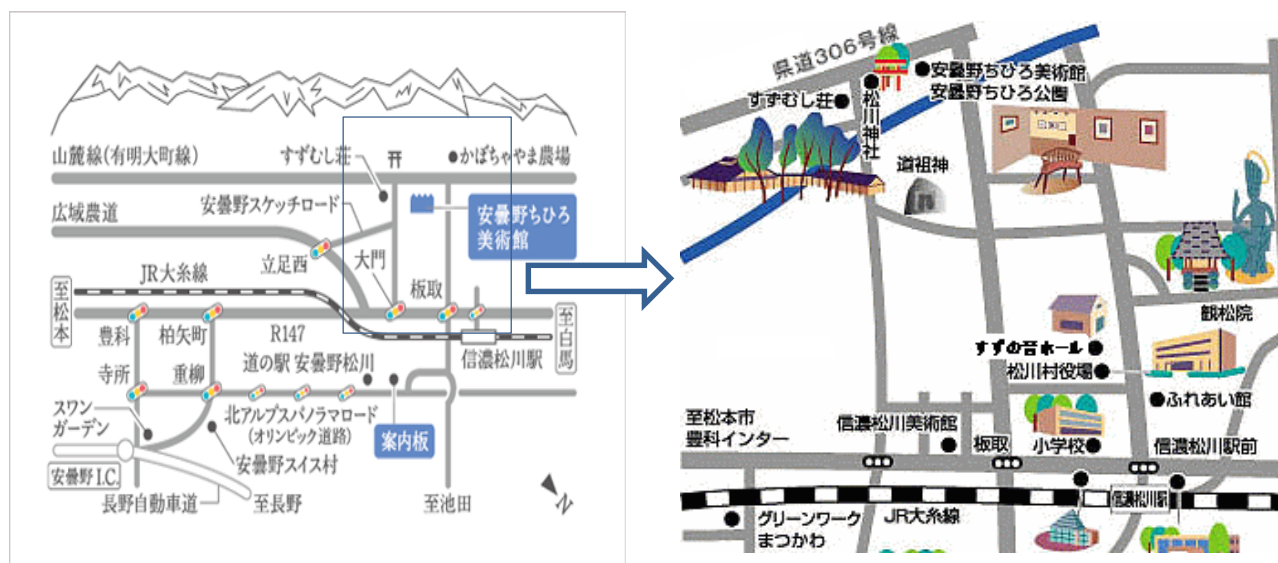 山麓線(有明大町線)
すずむし荘
●かぼちゃやま農場
広域農道
安曇野スケッチロード
安曇野ちひろ
美術館
立足西
大門
板取
JR大糸線
至松本
至白馬
豊科
柏矢町
R147
信濃松川駅
道の駅 安曇野松川
寺所
重柳
スワン
ガーデン
北アルプスパノラマロード
(オリンピック道路)
案内板
安曇野スイス村
安曇野 I.C.
長野自動車道
至長野
至池田
N
県道306号線
●安曇野ちひろ美術館
安曇野ちひろ公園
すずむし荘●
●松川神社
道祖神
観松院
すずの音ホール●
松川村役場●
●ふれあい館
至松本市
豊科インター
信濃松川美術館
板取
小学校●
信濃松川駅前
信濃松川駅
JR大糸線
グリーンワーク
まつかわ